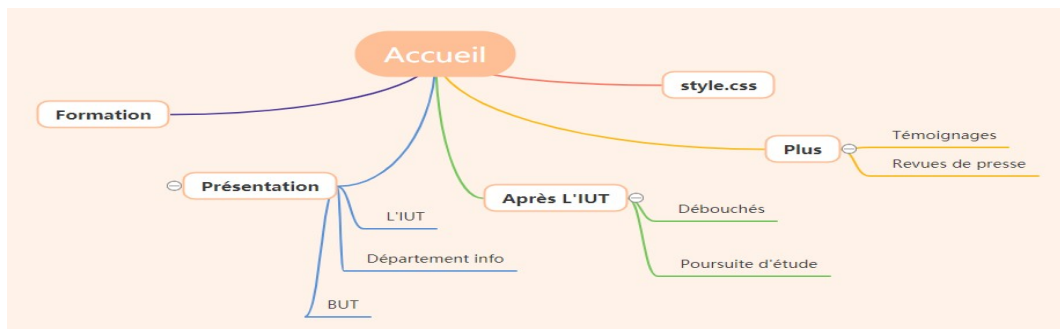 Accueil
style.css
Formation
Plus
Témoignages
Revues de presse
Présentation
L'IUT
Département info
BUT
Après L'IUT
Débouchés
Poursuite d'étude